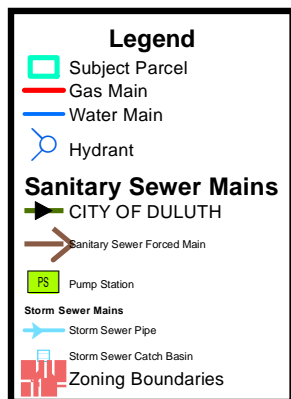 Legend
Subject Parcel
Gas Main
Water Main
Hydrant
Sanitary Sewer Mains
CITY OF DULUTH
Sanitary Sewer Forced Main
PS Pump Station
Storm Sewer Mains
Storm Sewer Pipe
Storm Sewer Catch Basin
Zoning Boundaries